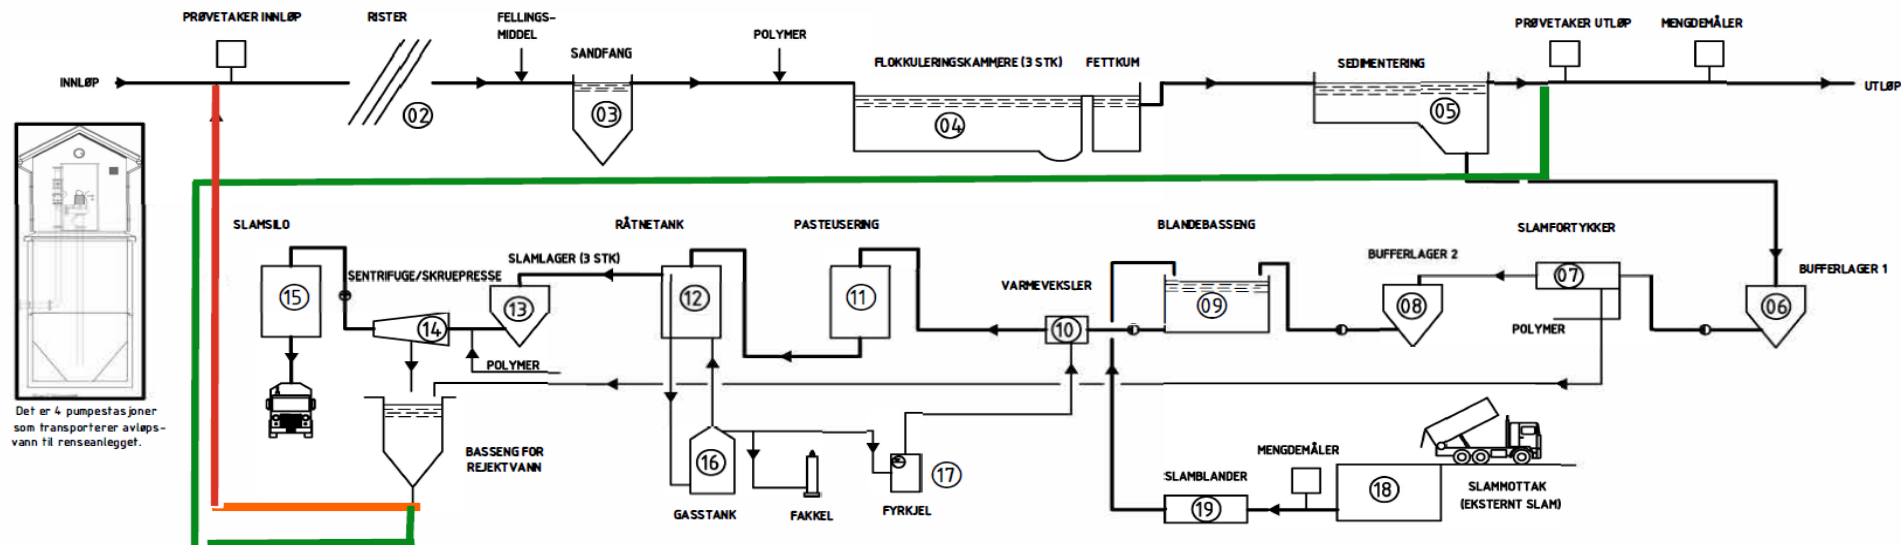 PRØVETAKER INNLØP
RISTER
FELLINGS-
MIDDEL
SANDFANG
POLYMER
FLOKKULERINGSKAMMERE (3 STK)
FETTKUM
SEDIMENTERING
PRØVETAKER UTLØP
MENGDEMÅLER
INNLØP
UTLØP
02
03
04
05
SLAMSILO
RÅTNETANK
PASTEUSERING
BLANDEBASSENG
SLAMFORTYKKER
SENTRIFUGE/SKRUEPRESSE
SLAMLAGER (3 STK)
VARMEVEKSLER
BUFFERLAGER 2
BUFFERLAGER 1
15
14
13
12
11
10
09
08
07
06
POLYMER
POLYMER
Det er 4 pumpestasjoner
som transporterer avløps-
vann til renseanlegget.
BASSENG FOR
REJEKTVANN
16
17
GASSTANK
FAKKEL
FYRKJEL
MENGDEMÅLER
SLAMBLANDER
19
18
SLAMMOTTAK
(EKSTERNT SLAM)